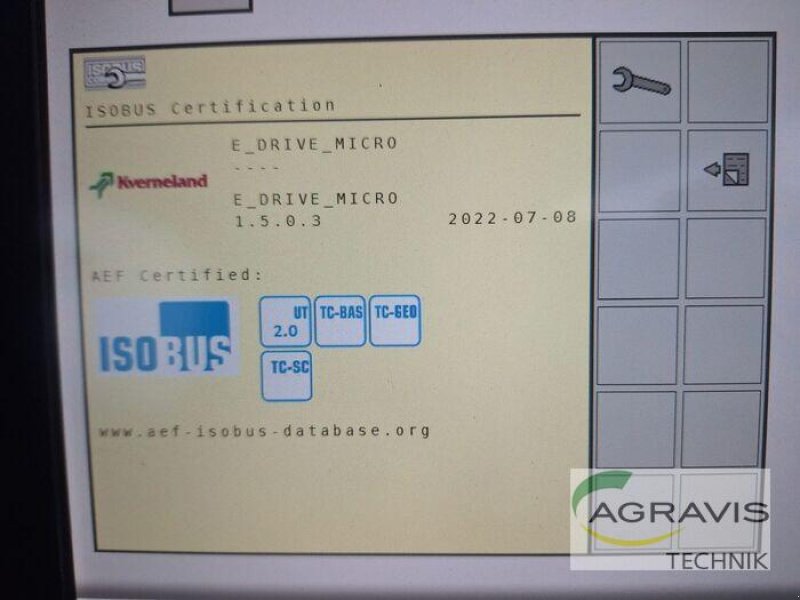 ISOBUS
ISOBUS Certification
E_DRIVE_MICRO
----
Kverneland
E_DRIVE_MICRO
1.5.0.3 2022-07-08
AEF Certified:
ISOBUS
UT 2.0 TC-BAS TC-GEO
TC-SC
www.aef-isobus-database.org
AGRAVIS
TECHNIK